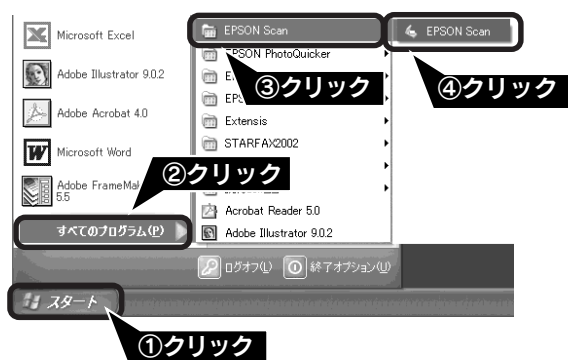 Microsoft Excel
Adobe Illustrator 9.0.2
Adobe Acrobat 4.0
Microsoft Word
Adobe FrameMa
5.5
すべてのプログラム(P)
スタート
EPSON Scan
EPSON PhotoQuicker
E
EPS
Extensis
STARFAX2002
Acrobat Reader 5.0
Adobe Illustrator 9.0.2
ログオフ(L)
終了オプション(U)
EPSON Scan
①クリック
②クリック
③クリック
④クリック